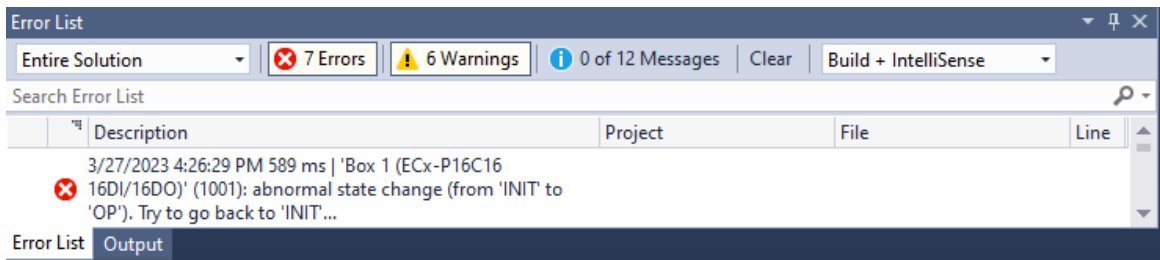 Error List
Entire Solution 7 Errors 6 Warnings 0 of 12 Messages Clear Build + IntelliSense
Search Error List
Description Project File Line
3/27/2023 4:26:29 PM 589 ms | 'Box 1 (ECx-P16C16
16DI/16DO)' (1001): abnormal state change (from 'INIT' to
'OP'). Try to go back to 'INIT'...
Error List Output